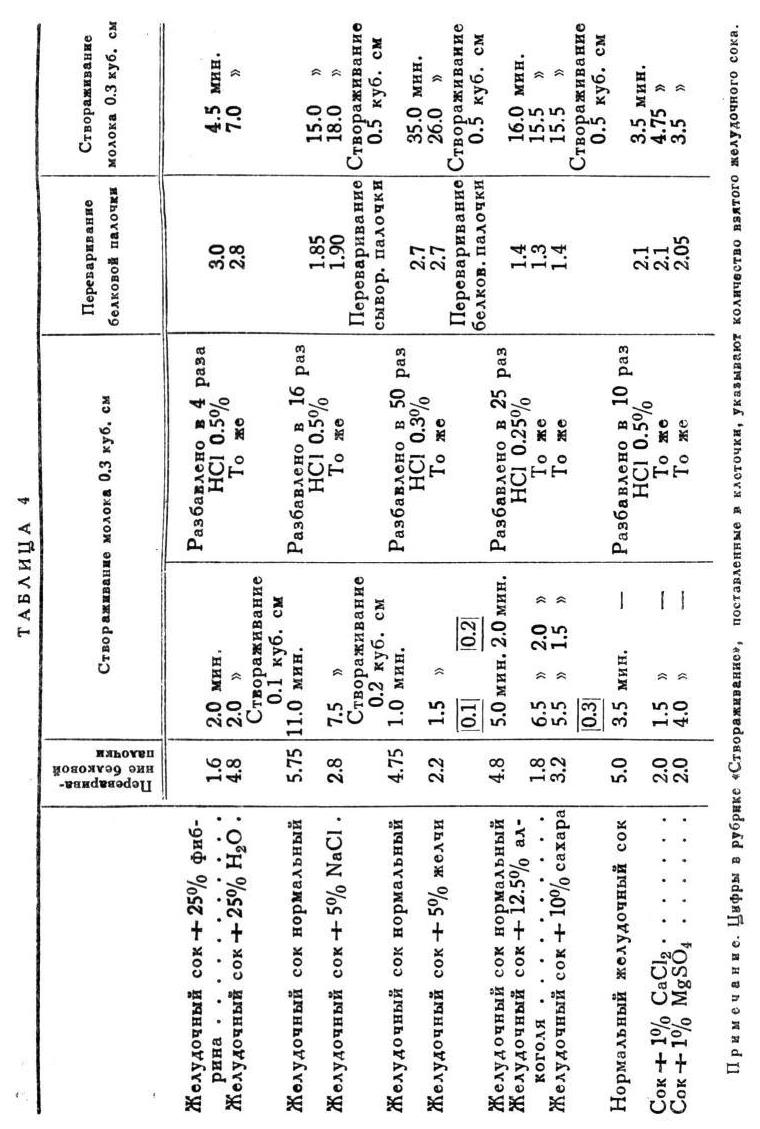 ТАБЛИЦА 4
Переваривание белковой палочки | Створаживание молока 0.3 куб. см | Переваривание белковой палочки | Створаживание молока 0.3 куб. см
Желудочный сок + 25% фиб-
рина . . . . . . . . . . . 1.6 | 2.0 мин. | Разбавлено в 4 раза HCl 0.5% | 3.0 | 4.5 мин.
Желудочный сок + 25% H₂O . 4.8 | 2.0 » | То же | 2.8 | 7.0 »
Створаживание 0.1 куб. см
Желудочный сок нормальный 5.75 | 11.0 мин. | Разбавлено в 16 раз HCl 0.5% | 1.85 | 15.0 »
Желудочный сок + 5% NaCl . 2.8 | 7.5 » | То же | 1.90 | 18.0 »
Створаживание 0.2 куб. см | Переваривание сывор. палочки | Створаживание 0.5 куб. см
Желудочный сок нормальный 4.75 | 1.0 мин. | Разбавлено в 50 раз HCl 0.3% | 2.7 | 35.0 мин.
Желудочный сок + 5% желчи 2.2 | 1.5 » | То же | 2.7 | 26.0 »
0.1 | 0.2 | Переваривание белков. палочки | Створаживание 0.5 куб. см
Желудочный сок нормальный 4.8 | 5.0 мин. 2.0 мин. | Разбавлено в 25 раз HCl 0.25% | 1.4 | 16.0 мин.
Желудочный сок + 12.5% ал-
коголя . . . . . . . . . . 1.8 | 6.5 » 2.0 » | То же | 1.3 | 15.5 »
Желудочный сок + 10% сахара 3.2 | 5.5 » 1.5 » | То же | 1.4 | 15.5 »
0.3 | Створаживание 0.5 куб. см
Нормальный желудочный сок 5.0 | 3.5 мин. — | Разбавлено в 10 раз HCl 0.5% | 2.1 | 3.5 мин.
Сок + 1% CaCl₂ . . . . . . . 2.0 | 1.5 » — | То же | 2.1 | 4.75 »
Сок + 1% MgSO₄ . . . . . . 2.0 | 4.0 » — | То же | 2.05 | 3.5 »
Примечание. Цифры в рубрике «Створаживание», поставленные в клеточки, указывают количество взятого желудочного сока.